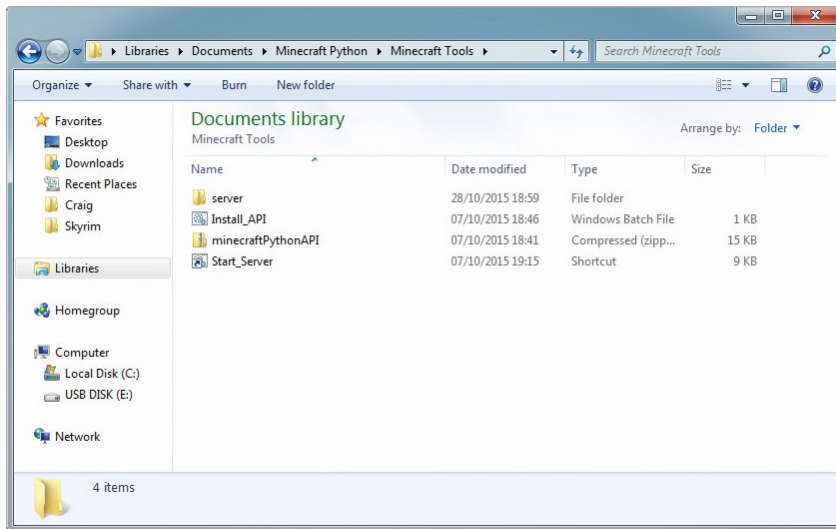 Libraries Documents Minecraft Python Minecraft Tools Search Minecraft Tools
Organize Share with Burn New folder
Favorites
Desktop
Downloads
Recent Places
Craig
Skyrim
Libraries
Homegroup
Computer
Local Disk (C:)
USB DISK (E:)
Network
Documents library
Minecraft Tools
Arrange by: Folder
Name Date modified Type Size
server 28/10/2015 18:59 File folder
Install_API 07/10/2015 18:46 Windows Batch File 1 KB
minecraftPythonAPI 07/10/2015 18:41 Compressed (zipp... 15 KB
Start_Server 07/10/2015 19:15 Shortcut 9 KB
4 items